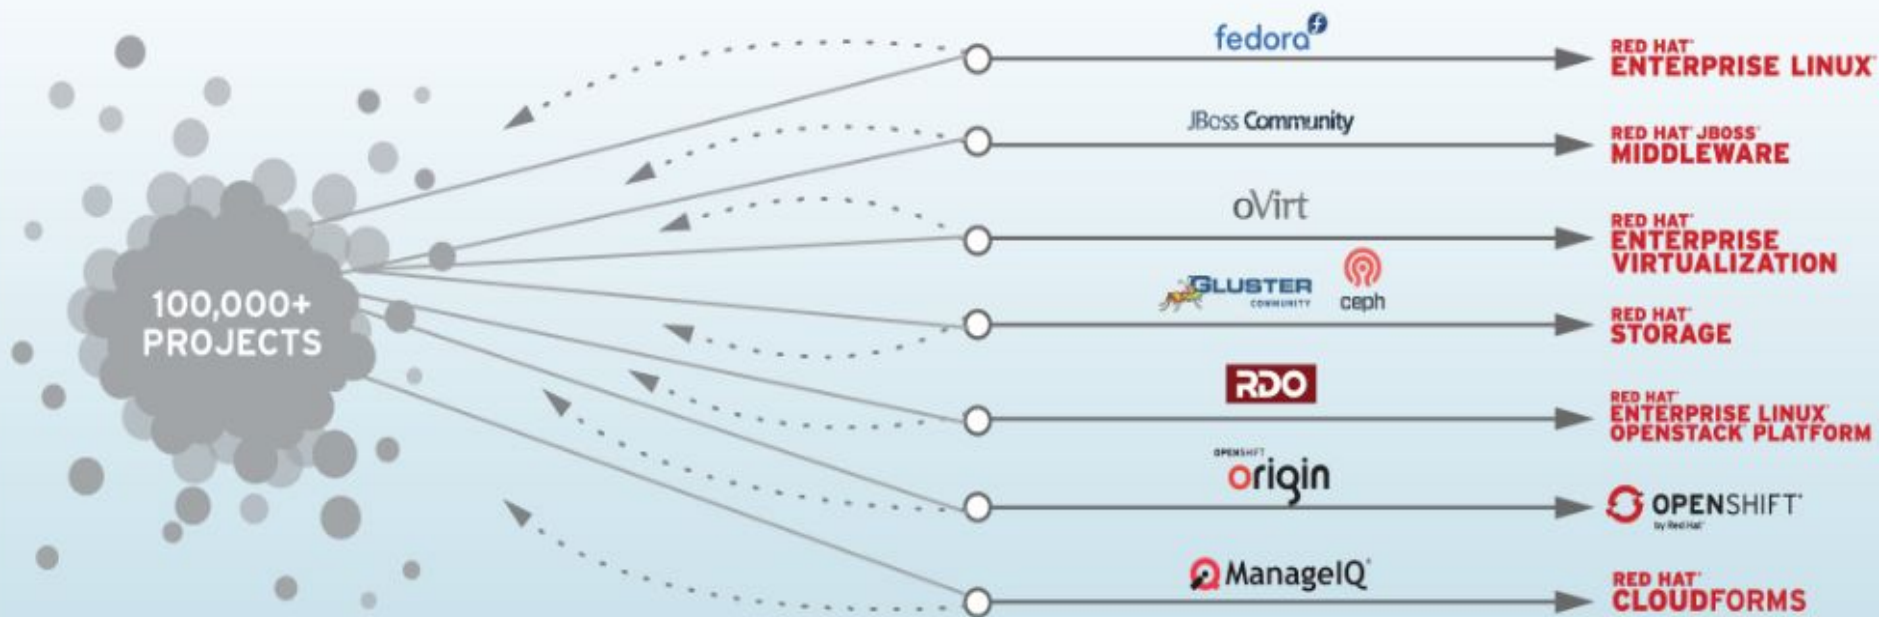 100,000+
PROJECTS
fedora
RED HAT®
ENTERPRISE LINUX®
JBoss Community
RED HAT® JBOSS®
MIDDLEWARE
oVirt
RED HAT®
ENTERPRISE
VIRTUALIZATION
GLUSTER
COMMUNITY
ceph
RED HAT®
STORAGE
RDO
RED HAT®
ENTERPRISE LINUX®
OPENSTACK® PLATFORM
OPENSHIFT
origin
OPENSHIFT®
by Red Hat®
ManageIQ®
RED HAT®
CLOUDFORMS